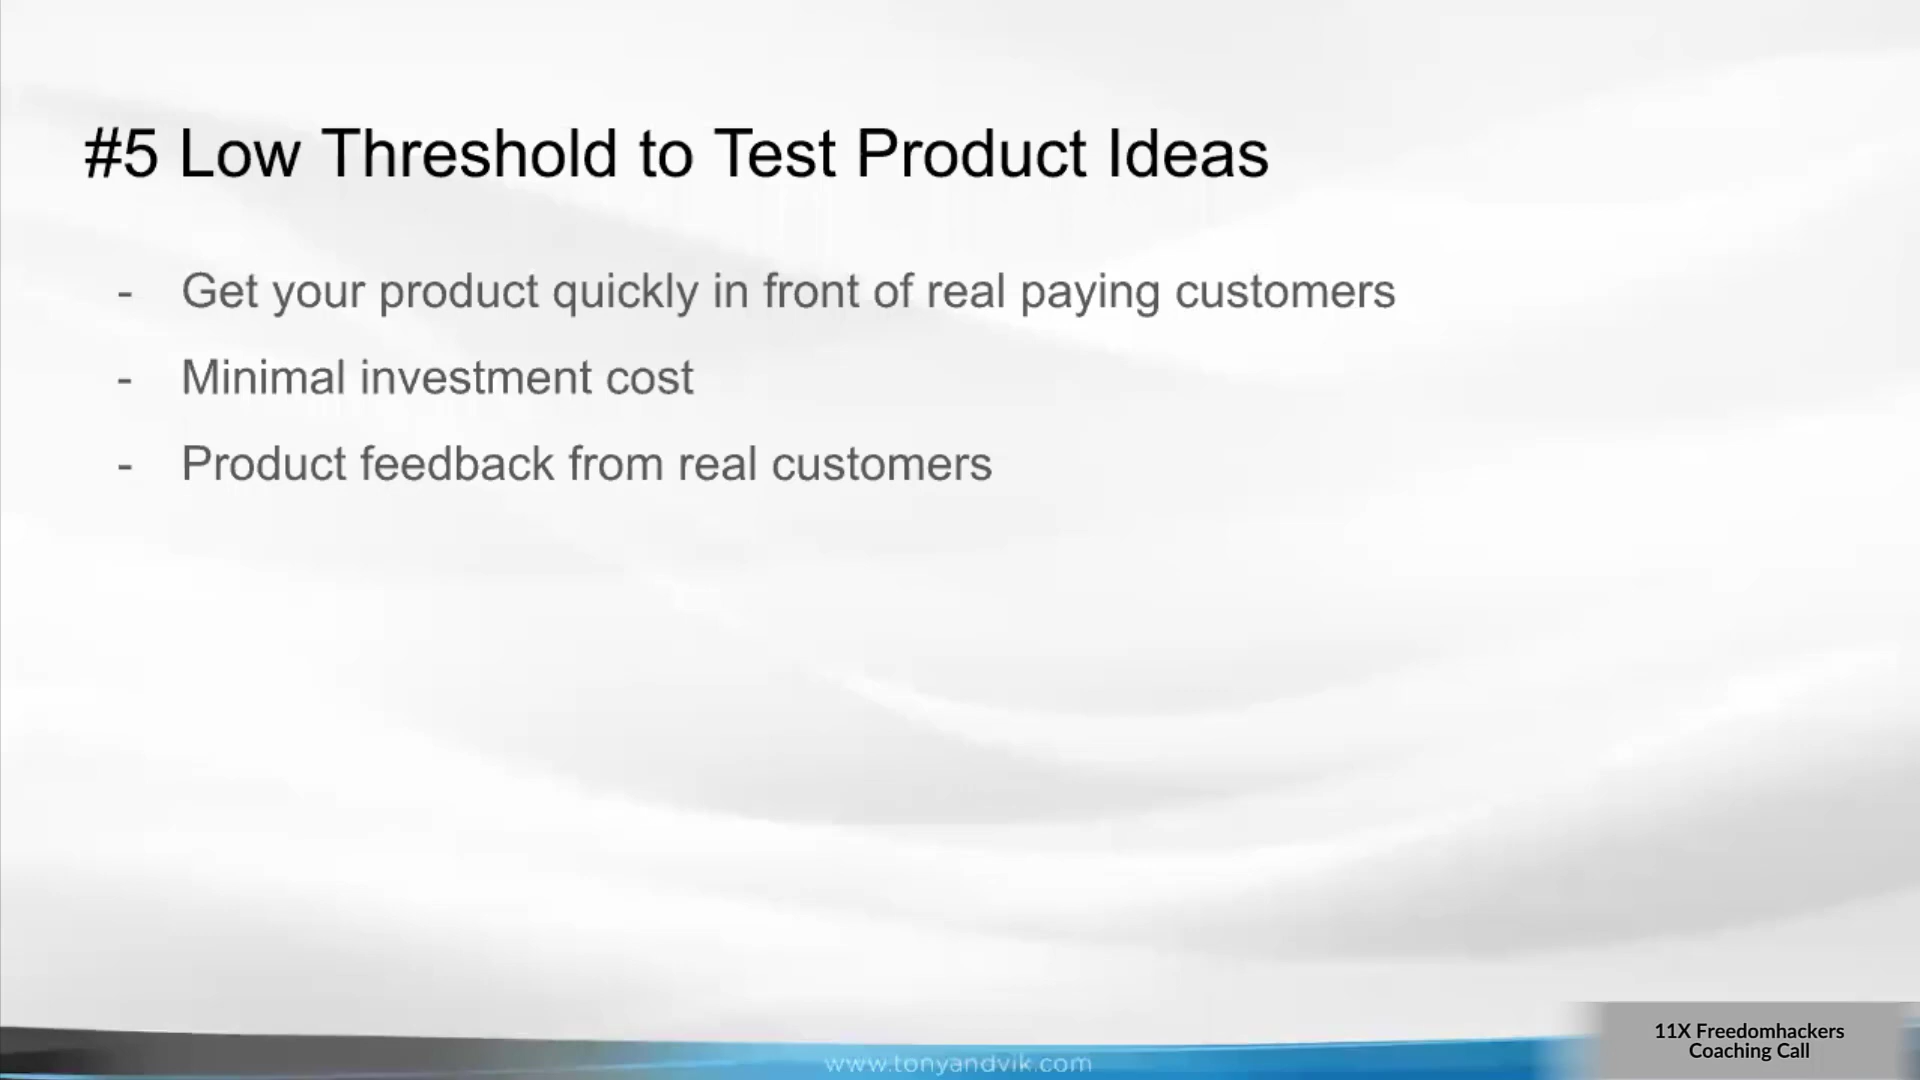 #5 Low Threshold to Test Product Ideas
- Get your product quickly in front of real paying customers
- Minimal investment cost
- Product feedback from real customers
11X Freedomhackers
Coaching Call
www.tonyandvik.com